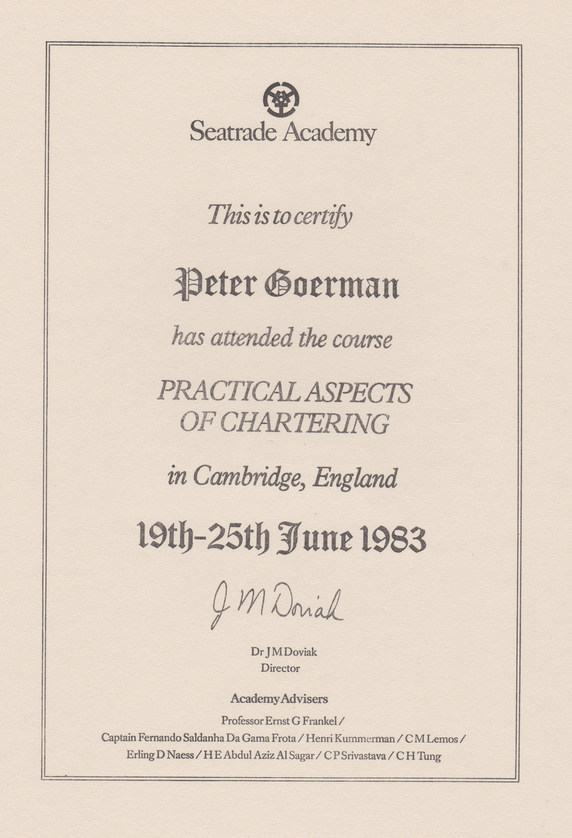 Seatrade Academy
This is to certify
Peter Goerman
has attended the course
PRACTICAL ASPECTS
OF CHARTERING
in Cambridge, England
19th-25th June 1983
J M Doviak
Dr J M Doviak
Director
Academy Advisers
Professor Ernst G Frankel /
Captain Fernando Saldanha Da Gama Frota / Henri Kummerman / C M Lemos /
Erling D Naess / H E Abdul Aziz Al Sagar / C P Srivastava / C H Tung